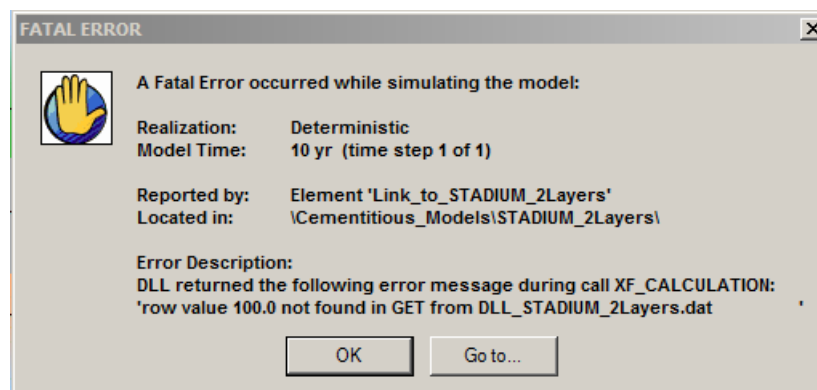 FATAL ERROR
A Fatal Error occurred while simulating the model:
Realization: Deterministic
Model Time: 10 yr (time step 1 of 1)
Reported by: Element 'Link_to_STADIUM_2Layers'
Located in: \Cementitious_Models\STADIUM_2Layers\
Error Description:
DLL returned the following error message during call XF_CALCULATION:
'row value 100.0 not found in GET from DLL_STADIUM_2Layers.dat '
OK Go to...